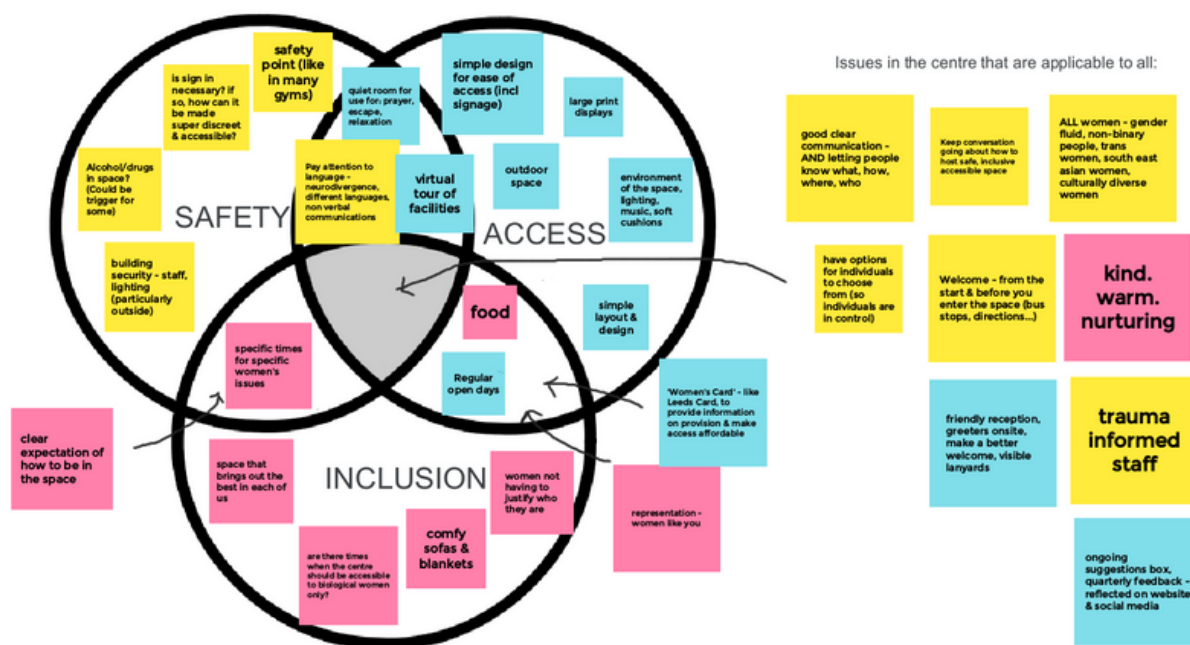 safety
point (like
in many
gyms)
is sign in
necessary? if
so, how can it
be made
super discreet
& accessible?
Alcohol/drugs
in space?
(Could be
trigger for
some)
SAFETY
building
security - staff,
lighting
(particularly
outside)
quiet room for
use for: prayer,
escape,
relaxation
Pay attention to
language -
neurodivergence,
different languages,
non verbal
communications
virtual
tour of
facilities
simple design
for ease of
access (incl
signage)
large print
displays
outdoor
space
environment
of the space,
lighting,
music, soft
cushions
ACCESS
simple
layout &
design
food
Regular
open days
specific times
for specific
women's
issues
clear
expectation of
how to be in
the space
INCLUSION
space that
brings out the
best in each of
us
are there times
when the centre
should be accessible
to biological women
only?
comfy
sofas &
blankets
women not
having to
justify who
they are
'Women's Card' - like
Leeds Card, to
provide information
on provision & make
access affordable
representation -
women like you
Issues in the centre that are applicable to all:
good clear
communication -
AND letting people
know what, how,
where, who
Keep conversation
going about how to
host safe, inclusive
accessible space
ALL women - gender
fluid, non-binary
people, trans
women, south east
asian women,
culturally diverse
women
have options
for individuals
to choose
from (so
individuals are
in control)
Welcome - from the
start & before you
enter the space (bus
stops, directions...)
kind.
warm.
nurturing
friendly reception,
greeters onsite,
make a better
welcome, visible
lanyards
trauma
informed
staff
ongoing
suggestions box,
quarterly feedback -
reflected on website
& social media